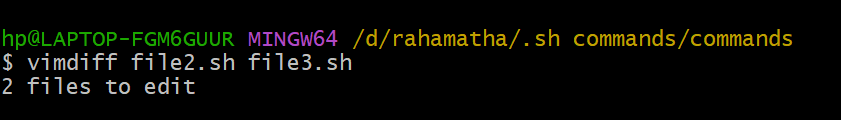 hp@LAPTOP-FGM6GUUR MINGW64 /d/rahamatha/.sh commands/commands
$ vimdiff file2.sh file3.sh
2 files to edit